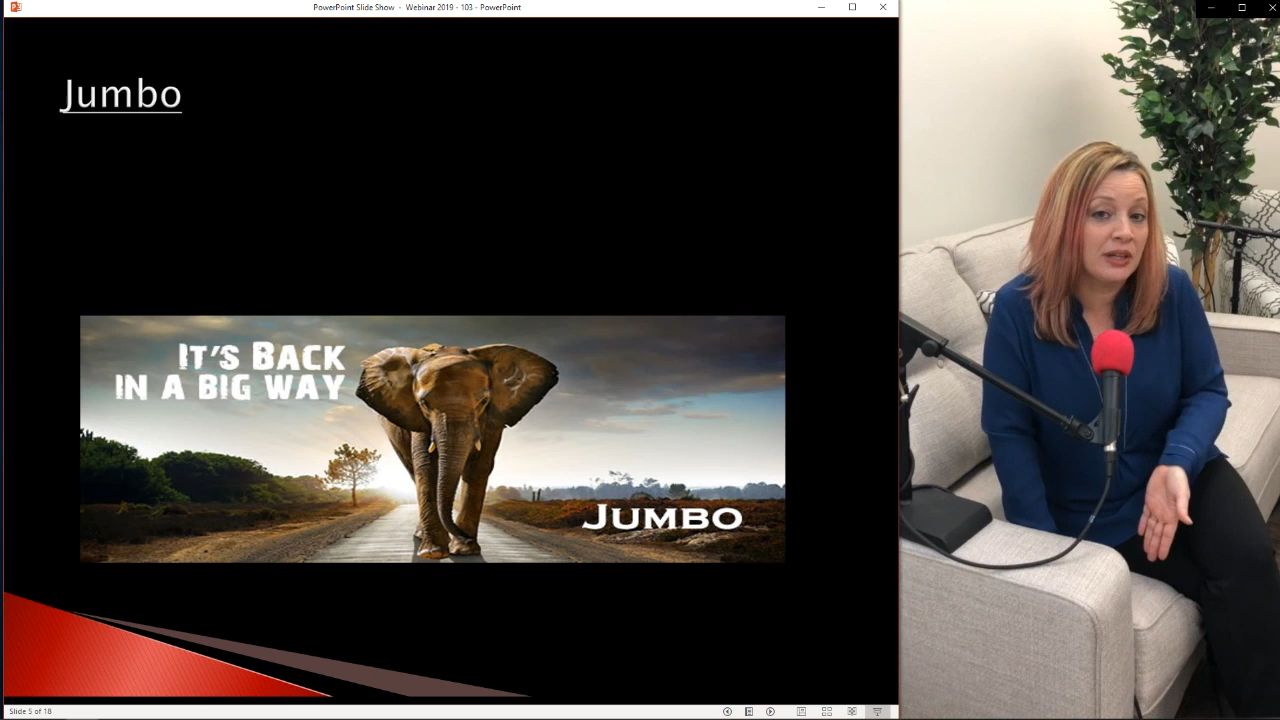 PowerPoint Slide Show - Webinar 2019 - 103 - PowerPoint
Jumbo
IT'S BACK
IN A BIG WAY
JUMBO
Slide 5 of 18